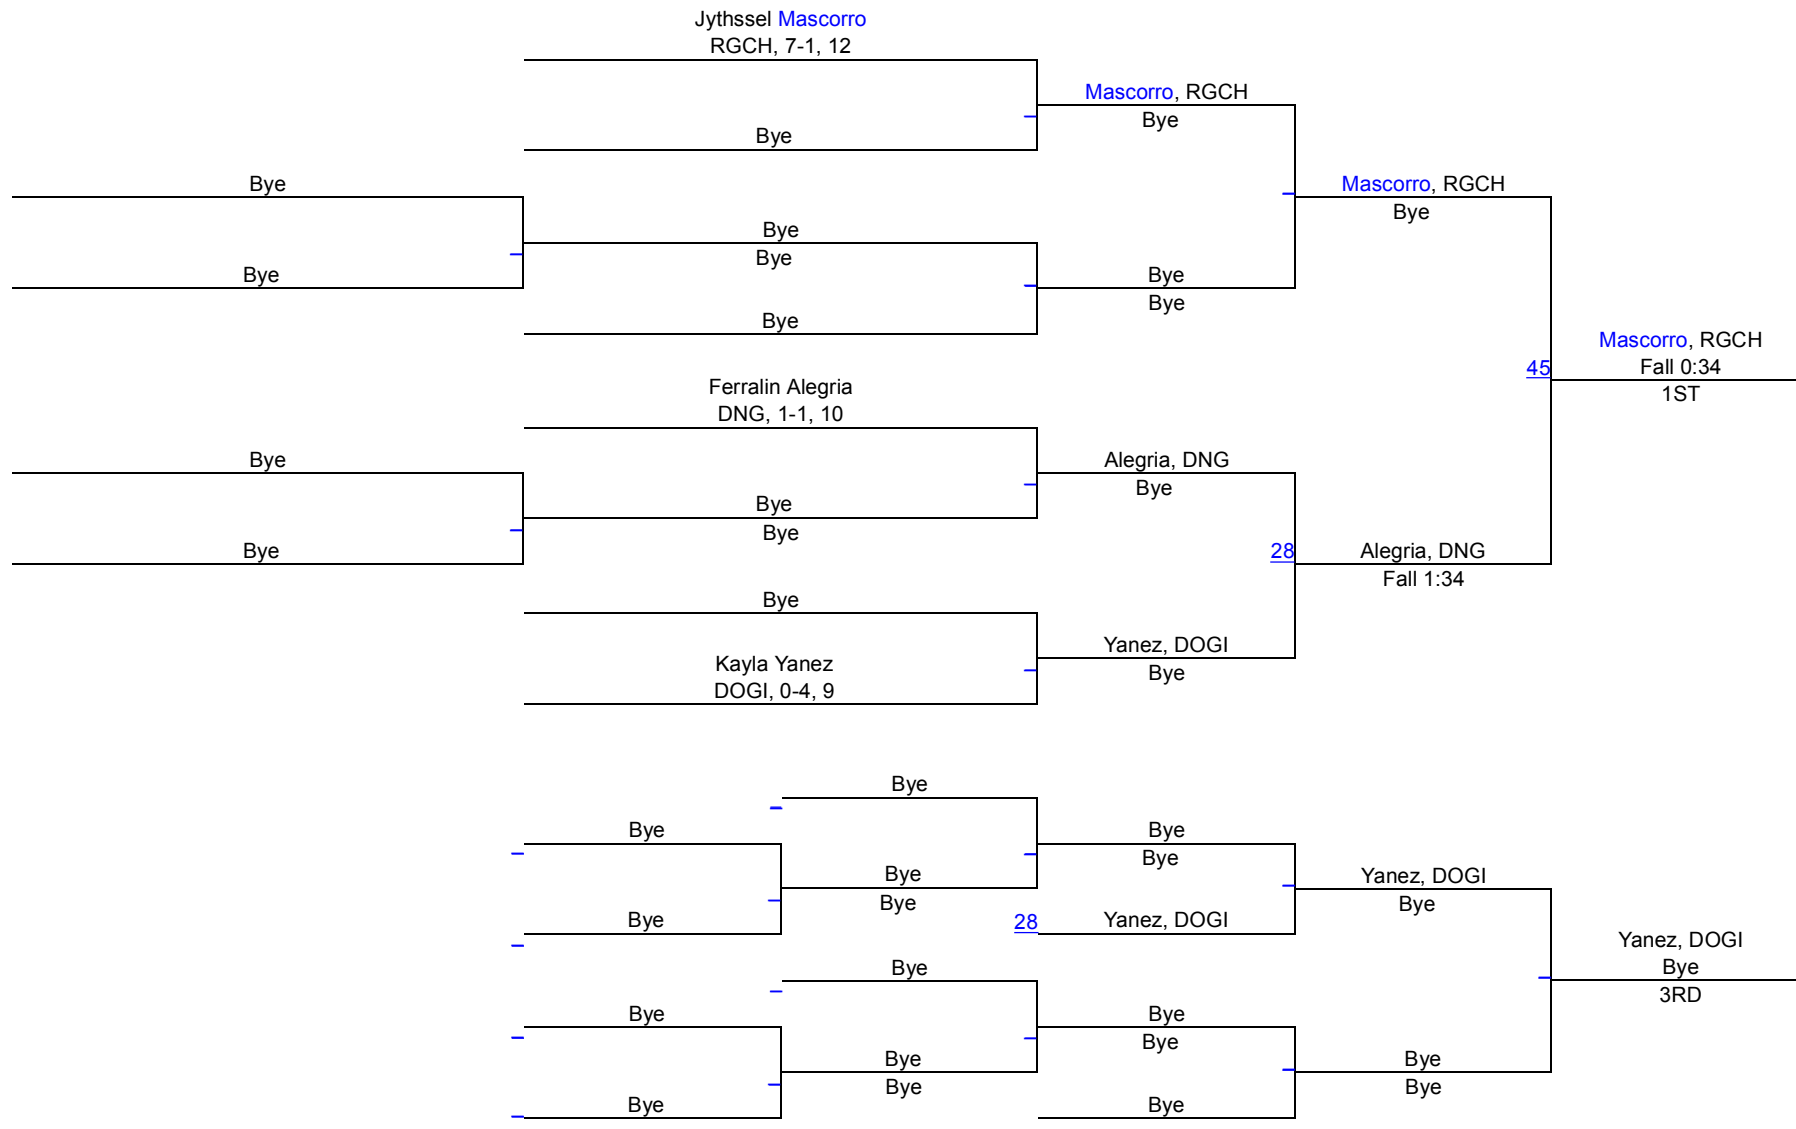 Jythssel Mascorro
RGCH, 7-1, 12
Mascorro, RGCH
Bye
Bye
Bye
Mascorro, RGCH
Bye
Bye
Bye
Bye
Bye
Bye
Bye
Mascorro, RGCH
45
Fall 0:34
1ST
Ferralin Alegria
DNG, 1-1, 10
Bye
Alegria, DNG
Bye
Bye
Bye
Bye
28
Alegria, DNG
Fall 1:34
Bye
Yanez, DOGI
Kayla Yanez
Bye
DOGI, 0-4, 9
Bye
Bye
Bye
Bye
Bye
Yanez, DOGI
Bye
Bye
Bye
28
Yanez, DOGI
Yanez, DOGI
Bye
Bye
3RD
Bye
Bye
Bye
Bye
Bye
Bye
Bye
Bye
Bye